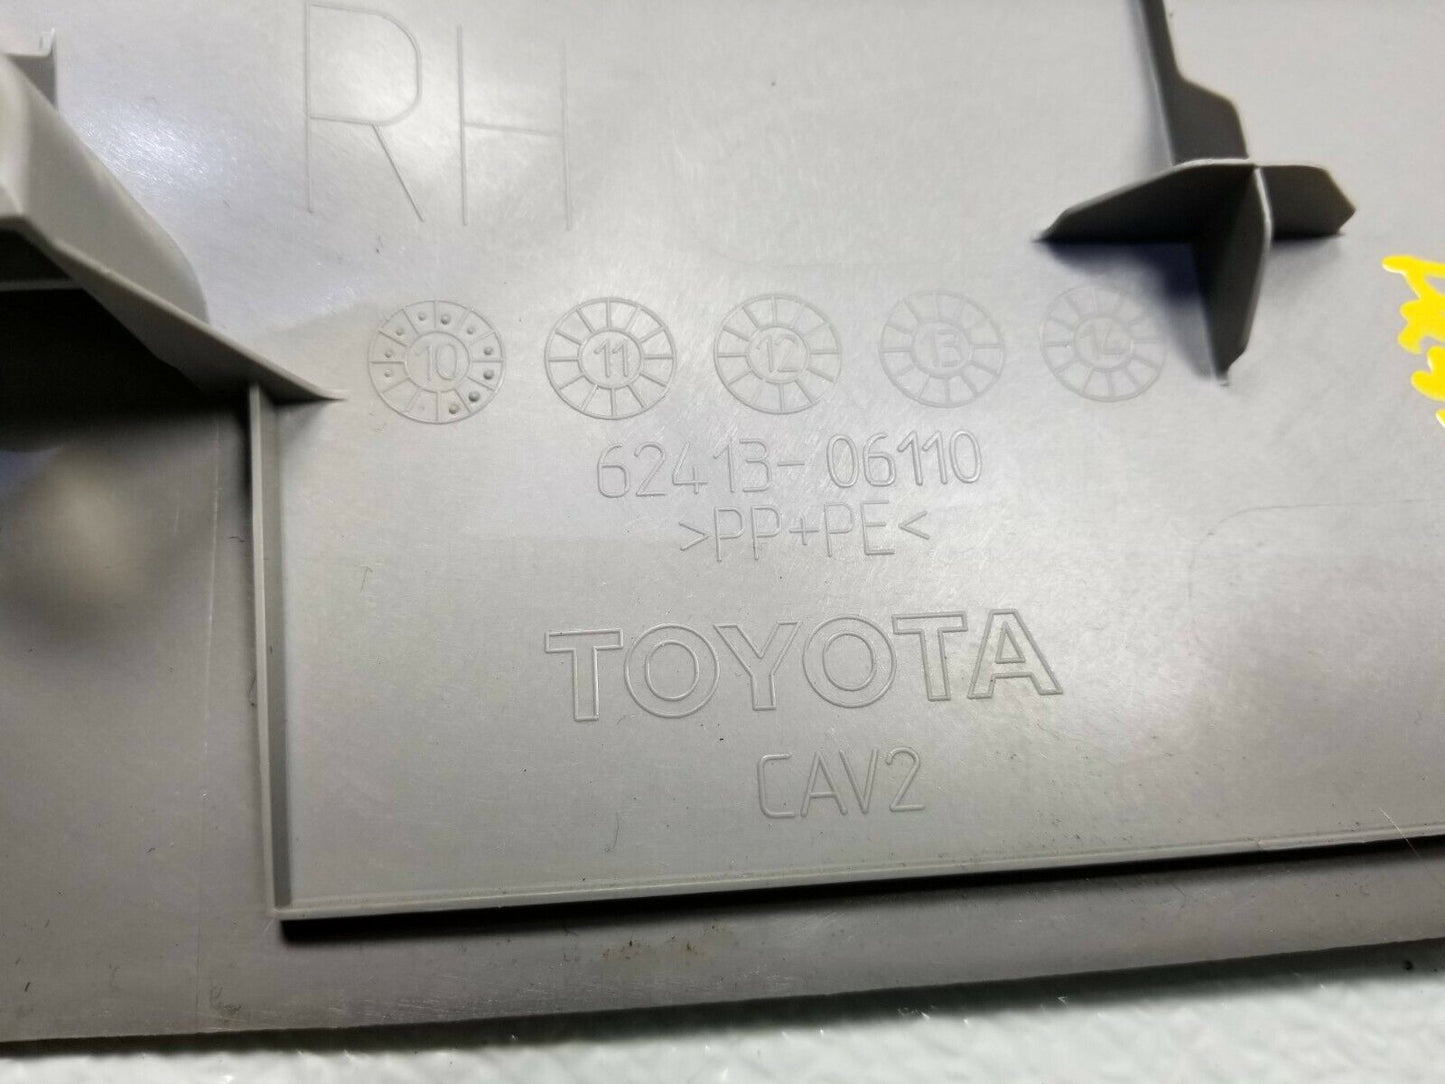 RH
10 11 12 13 14
62413-06110
>PP+PE<
TOYOTA
CAV2